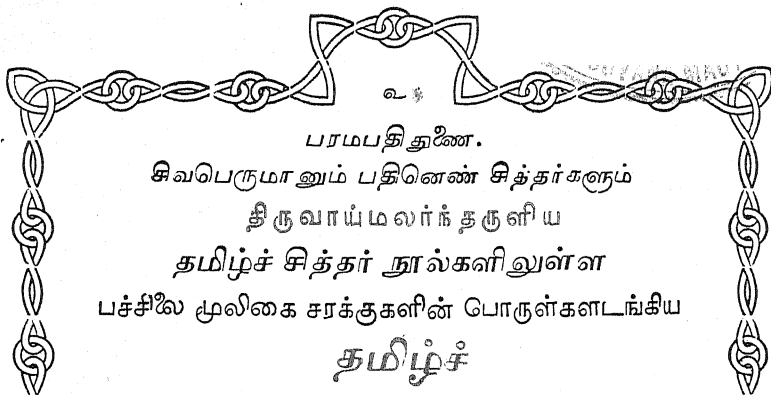 உ
பரமபதி துணை.
சிவபெருமானும் பதினெண் சித்தர்களும்
திருவாய்மலர்ந்தருளிய
தமிழ்ச் சித்தர் நூல்களிலுள்ள
பச்சிலை மூலிகை சரக்குகளின் பொருள்களடங்கிய
தமிழ்ச்